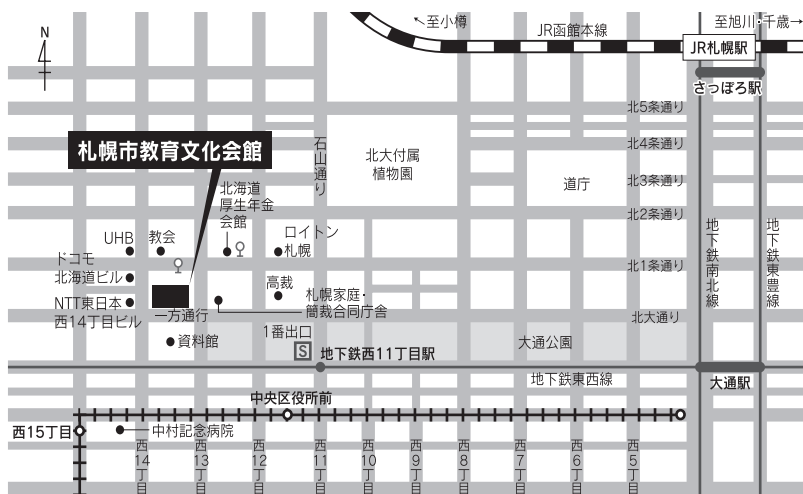 ↖至小樽
JR函館本線
至旭川・千歳→
N
JR札幌駅
さっぽろ駅
北5条通り
札幌市教育文化会館
石山通り
北4条通り
北大付属
植物園
道庁
北3条通り
北海道
厚生年金
会館
北2条通り
地下鉄南北線
地下鉄東豊線
UHB
教会
ロイトン
札幌
ドコモ
北海道ビル
北1条通り
高裁
札幌家庭・
簡裁合同庁舎
NTT東日本
西14丁目ビル
一方通行
北大通り
1番出口
S
資料館
大通公園
地下鉄西11丁目駅
地下鉄東西線
大通駅
中央区役所前
西15丁目
中村記念病院
西14丁目
西13丁目
西12丁目
西11丁目
西10丁目
西9丁目
西8丁目
西7丁目
西6丁目
西5丁目